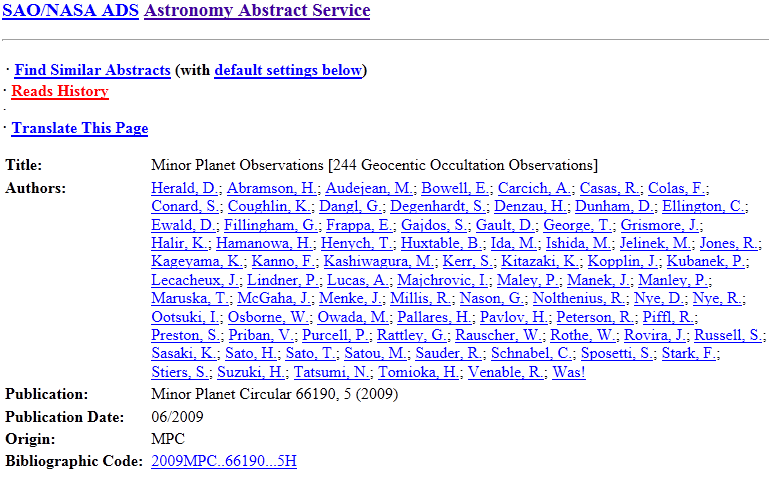 SAO/NASA ADS Astronomy Abstract Service
· Find Similar Abstracts (with default settings below)
· Reads History
·
· Translate This Page
Title: Minor Planet Observations [244 Geocentic Occultation Observations]
Authors: Herald, D.; Abramson, H.; Audejean, M.; Bowell, E.; Carcich, A.; Casas, R.; Colas, F.;
Conard, S.; Coughlin, K.; Dangl, G.; Degenhardt, S.; Denzau, H.; Dunham, D.; Ellington, C.;
Ewald, D.; Fillingham, G.; Frappa, E.; Gajdos, S.; Gault, D.; George, T.; Grismore, J.;
Halir, K.; Hamanowa, H.; Henych, T.; Huxtable, B.; Ida, M.; Ishida, M.; Jelinek, M.; Jones, R.;
Kageyama, K.; Kanno, F.; Kashiwagura, M.; Kerr, S.; Kitazaki, K.; Kopplin, J.; Kubanek, P.;
Lecacheux, J.; Lindner, P.; Lucas, A.; Majchrovic, I.; Maley, P.; Manek, J.; Manley, P.;
Maruska, T.; McGaha, J.; Menke, J.; Millis, R.; Nason, G.; Nolthenius, R.; Nye, D.; Nye, R.;
Ootsuki, I.; Osborne, W.; Owada, M.; Pallares, H.; Pavlov, H.; Peterson, R.; Piffl, R.;
Preston, S.; Priban, V.; Purcell, P.; Rattley, G.; Rauscher, W.; Rothe, W.; Rovira, J.; Russell, S.;
Sasaki, K.; Sato, H.; Sato, T.; Satou, M.; Sauder, R.; Schnabel, C.; Sposetti, S.; Stark, F.;
Stiers, S.; Suzuki, H.; Tatsumi, N.; Tomioka, H.; Venable, R.; Was!
Publication: Minor Planet Circular 66190, 5 (2009)
Publication Date: 06/2009
Origin: MPC
Bibliographic Code: 2009MPC..66190...5H